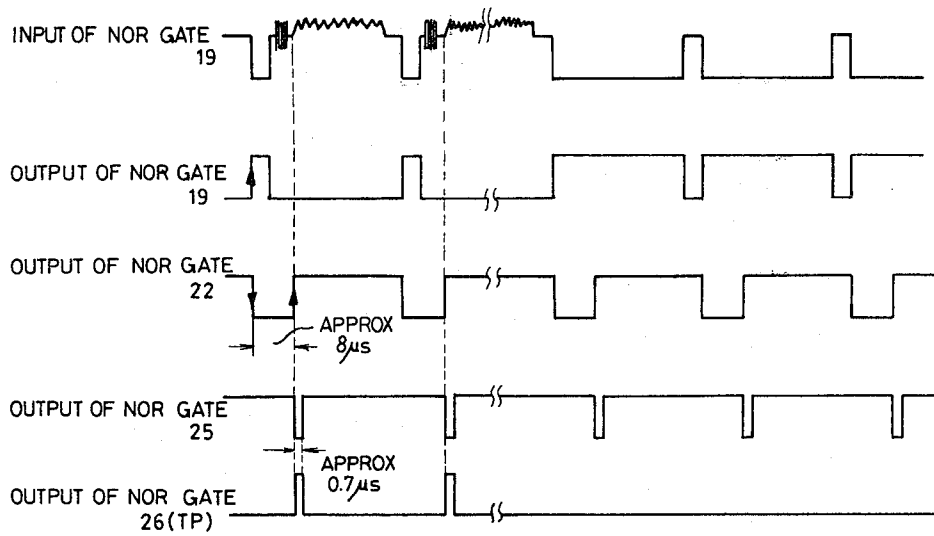 INPUT OF NOR GATE
19
OUTPUT OF NOR GATE
19
OUTPUT OF NOR GATE
22
APPROX
8µs
OUTPUT OF NOR GATE
25
APPROX
0.7µs
OUTPUT OF NOR GATE
26(TP)